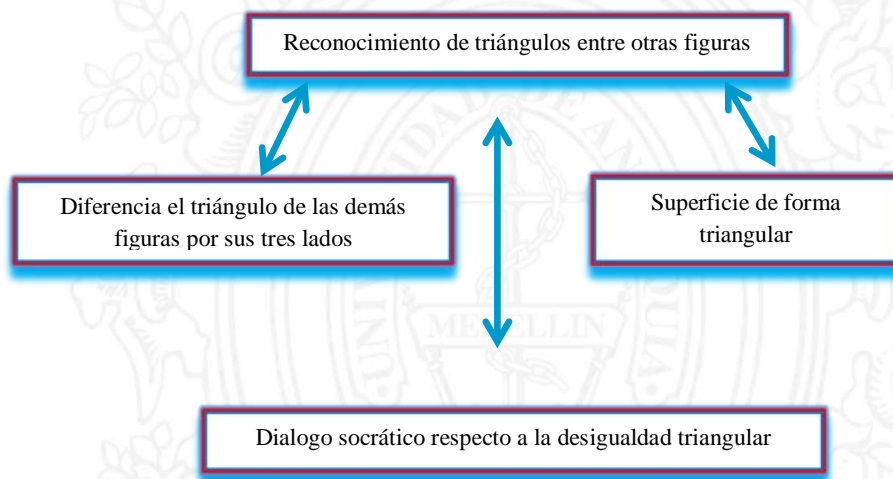 Reconocimiento de triángulos entre otras figuras
Diferencia el triángulo de las demás
figuras por sus tres lados
Superficie de forma
triangular
MEDELLIN
Dialogo socrático respecto a la desigualdad triangular